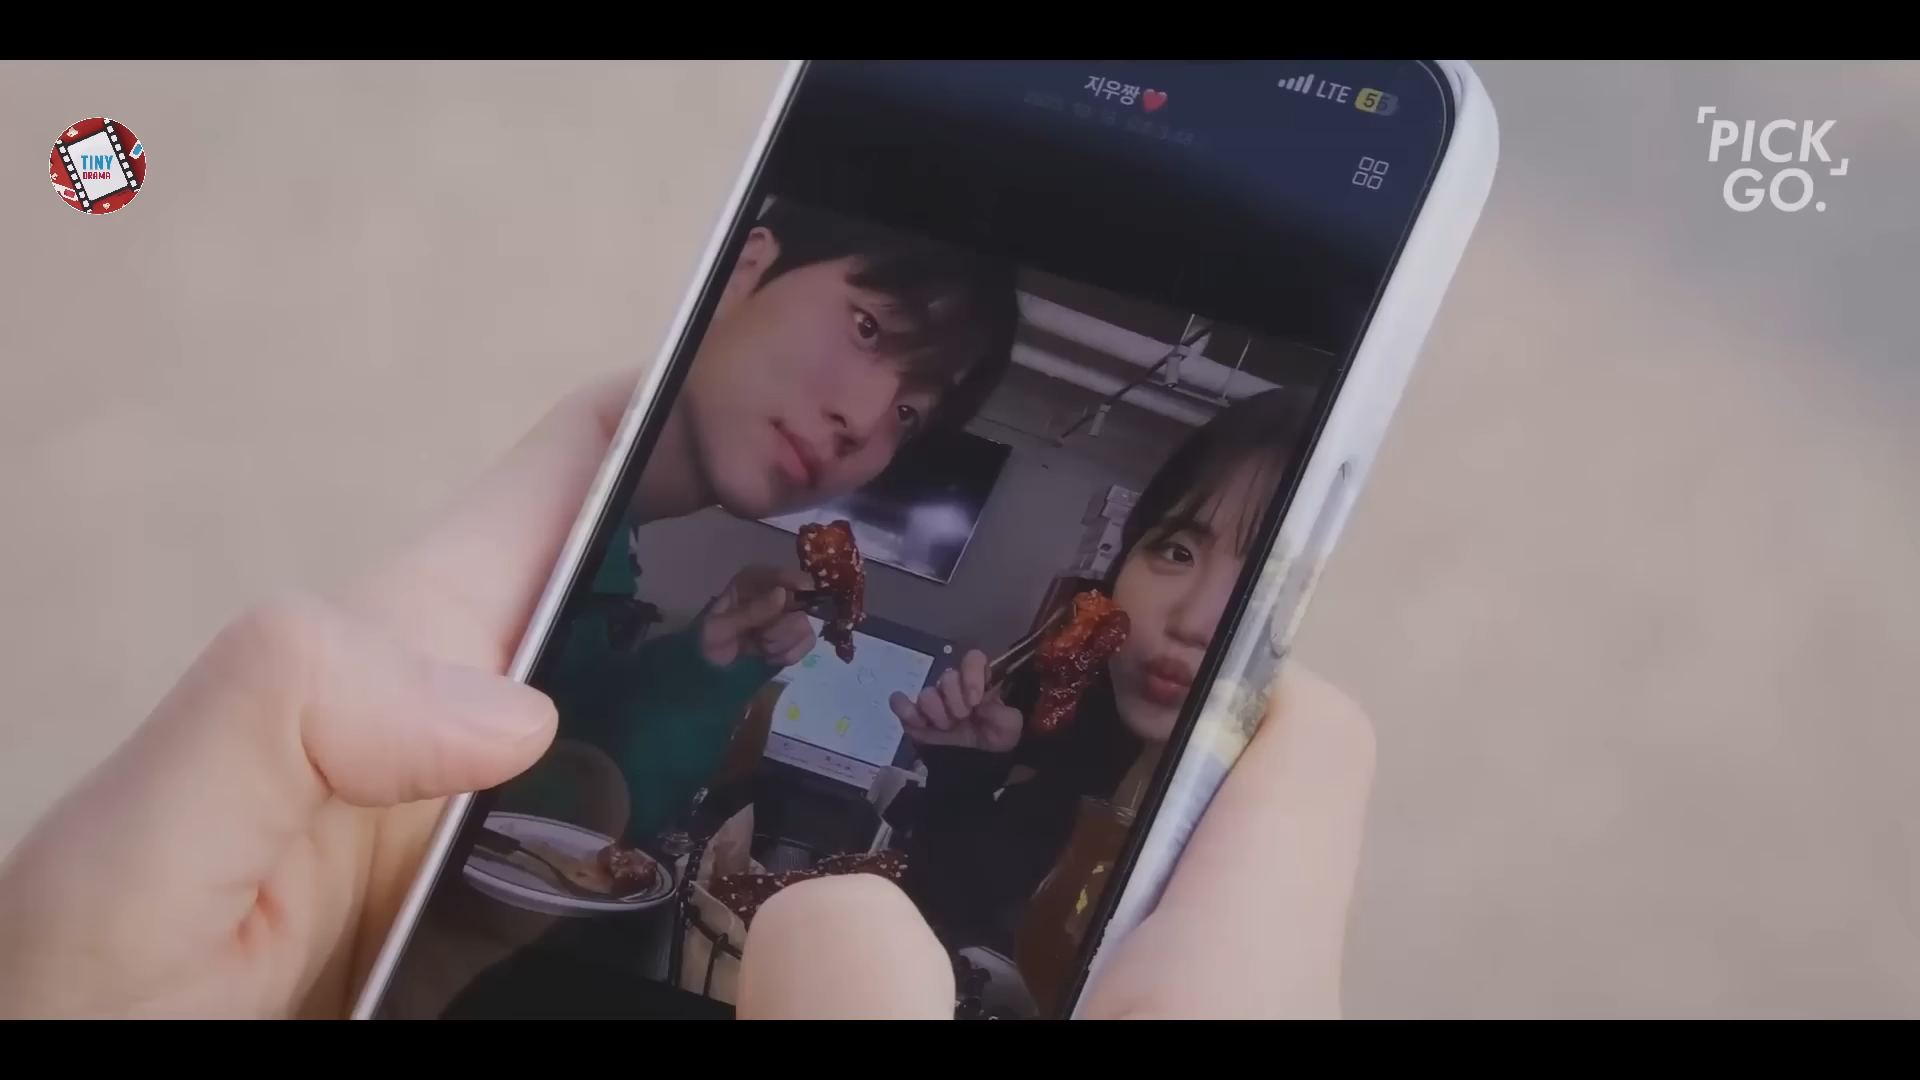 지우짱❤️
LTE
TINY
DRAMA
PICK
GO.